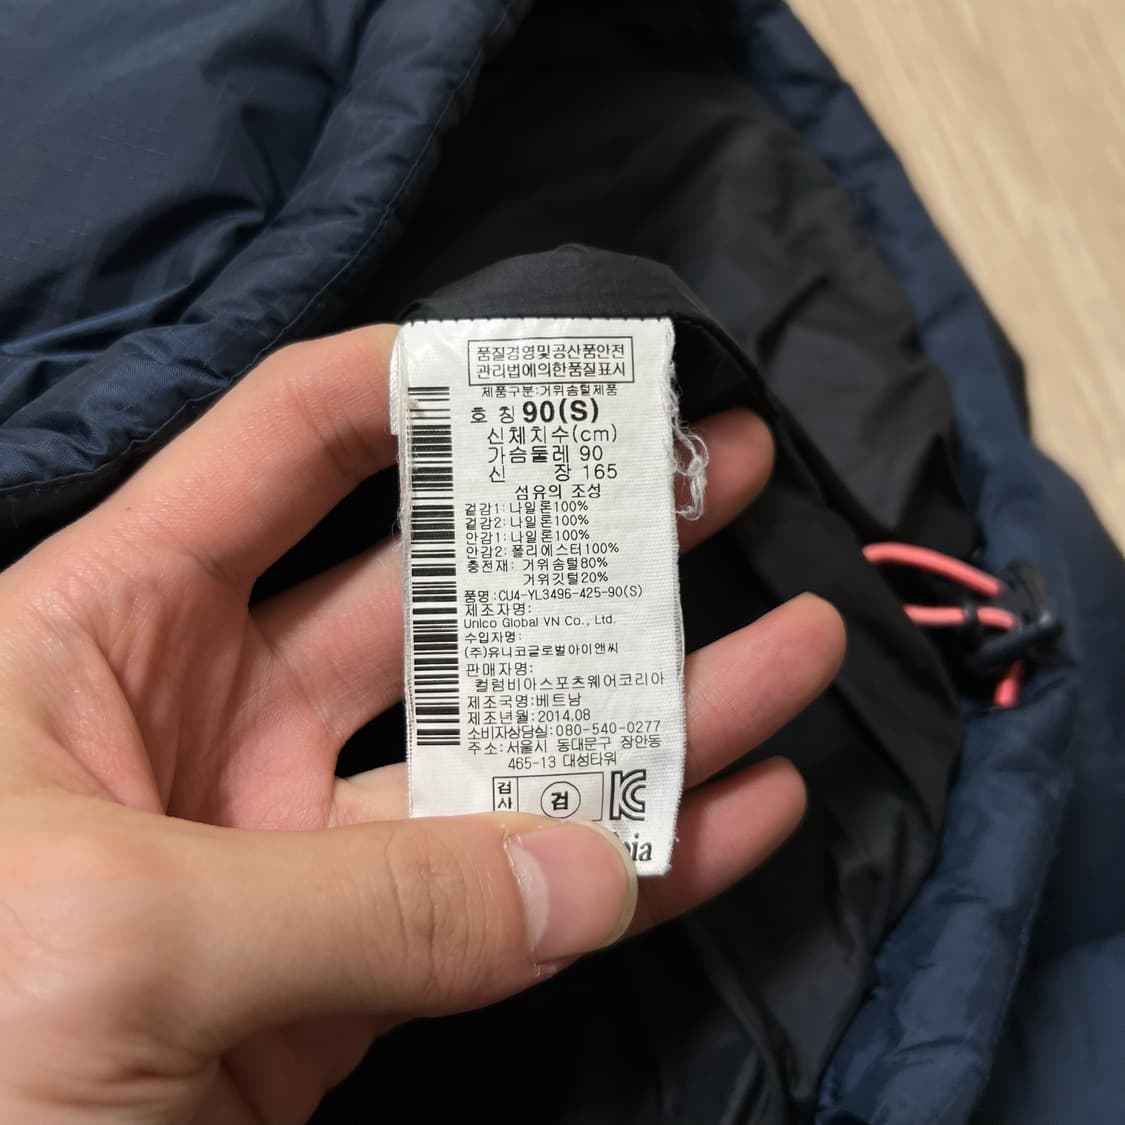 품질경영및공산품안전
관리법에의한품질표시
제품구분:거위솜털제품
호 칭 90(S)
신체치수(cm)
가슴둘레 90
신 장 165
섬유의 조성
겉감1: 나일론100%
겉감2: 나일론100%
안감1: 나일론100%
안감2: 폴리에스터100%
충전재: 거위솜털80%
거위깃털20%
품명:CU4-YL3496-425-90(S)
제조자명:
Unico Global VN Co., Ltd.
수입자명:
(주)유니코글로벌아이앤씨
판매자명:
컬럼비아스포츠웨어코리아
제조국명:베트남
제조년월:2014.08
소비자상담실:080-540-0277
주소:서울시 동대문구 장안동
465-13 대성타워
검사 검 KC